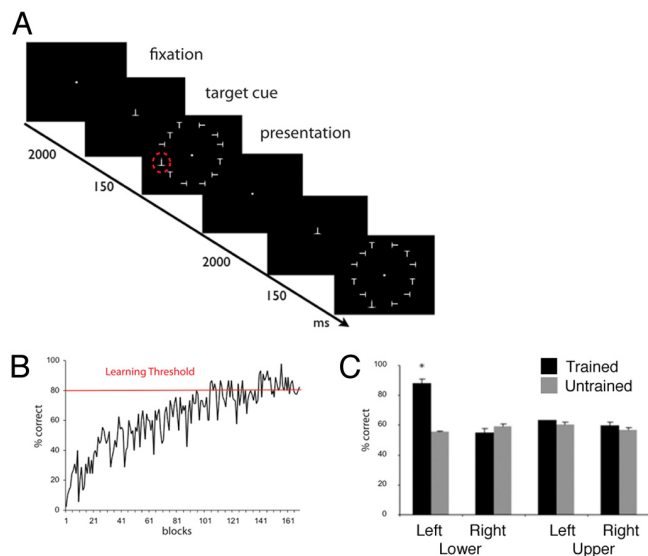 A
fixation
target cue
presentation
2000
150
2000
150
ms
B
Learning Threshold
% correct
100
80
60
40
20
0
1 21 41 61 81 101 121 141 161
blocks
C
Trained
Untrained
% correct
100
80
60
40
20
0
*
Left Right Left Right
Lower Upper